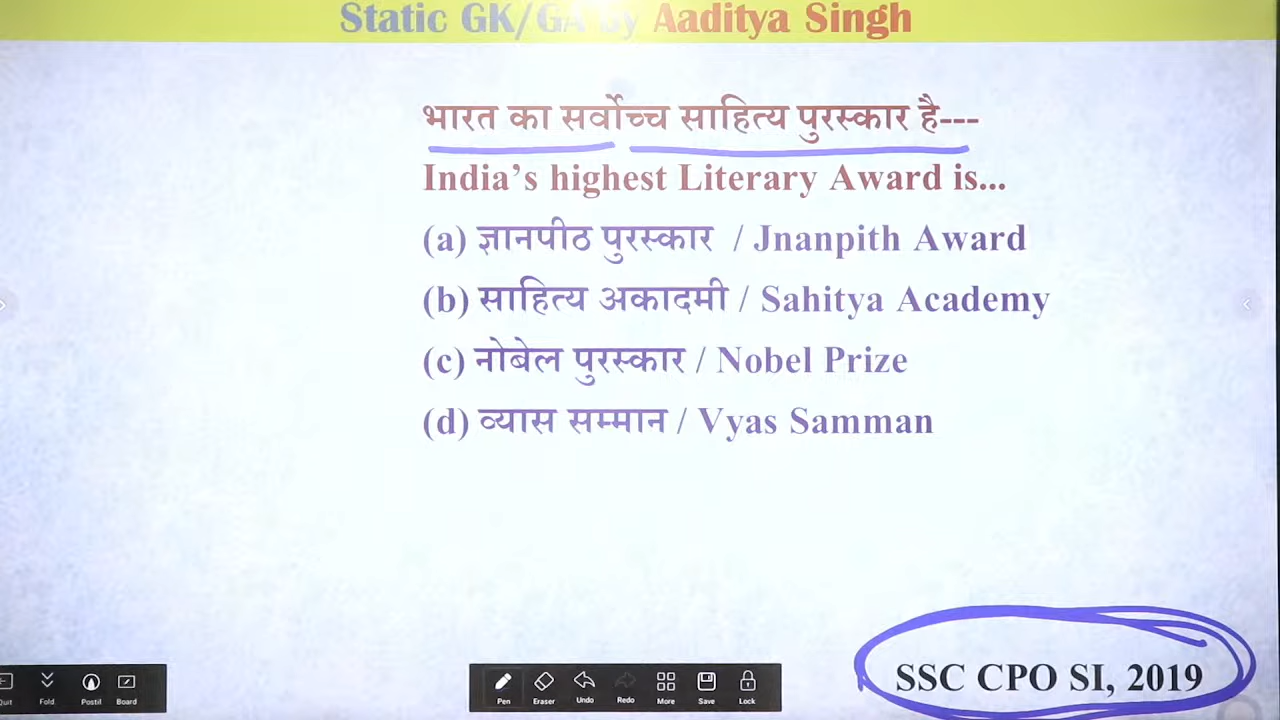 Static GK/GA by Aaditya Singh
भारत का सर्वोच्च साहित्य पुरस्कार है---
India's highest Literary Award is...
(a) ज्ञानपीठ पुरस्कार / Jnanpith Award
(b) साहित्य अकादमी / Sahitya Academy
(c) नोबेल पुरस्कार / Nobel Prize
(d) व्यास सम्मान / Vyas Samman
SSC CPO SI, 2019
Fold Postil Board Pen Eraser Undo Redo More Save Lock